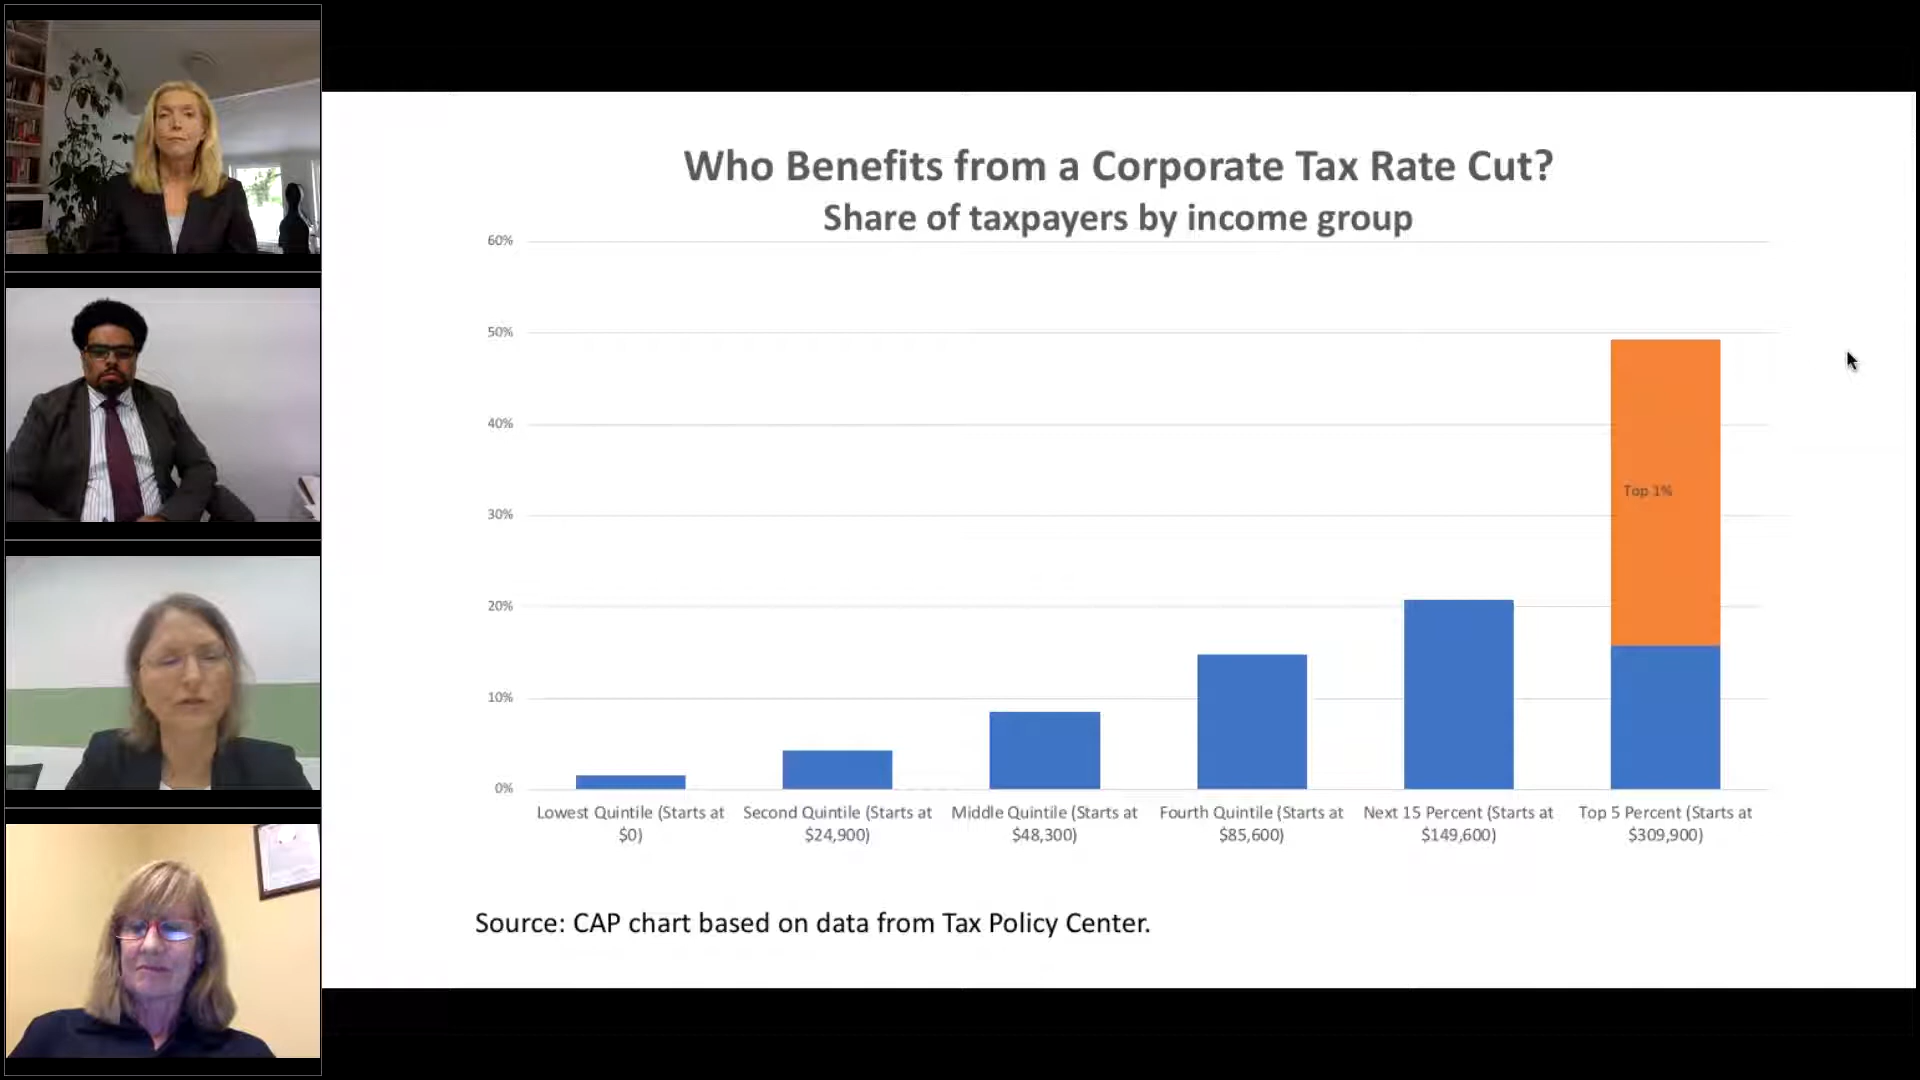 Who Benefits from a Corporate Tax Rate Cut?
Share of taxpayers by income group
60%
50%
40%
30%
20%
10%
0%
Top 1%
Lowest Quintile (Starts at
$0)
Second Quintile (Starts at
$24,900)
Middle Quintile (Starts at
$48,300)
Fourth Quintile (Starts at
$85,600)
Next 15 Percent (Starts at
$149,600)
Top 5 Percent (Starts at
$309,900)
Source: CAP chart based on data from Tax Policy Center.